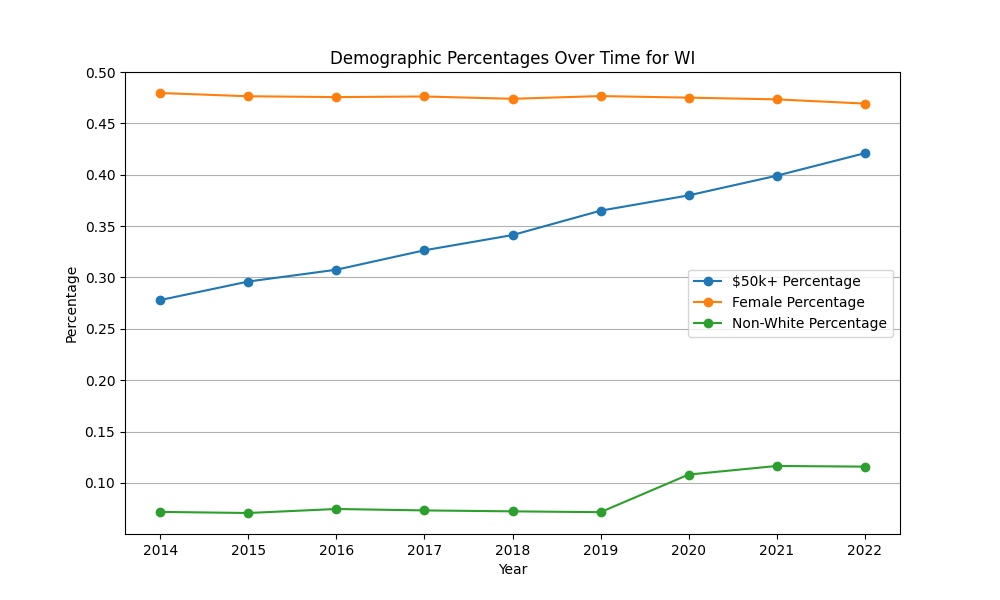 Demographic Percentages Over Time for WI
0.50
0.45
0.40
0.35
0.30
0.25
0.20
0.15
0.10
Percentage
$50k+ Percentage
Female Percentage
Non-White Percentage
2014 2015 2016 2017 2018 2019 2020 2021 2022
Year